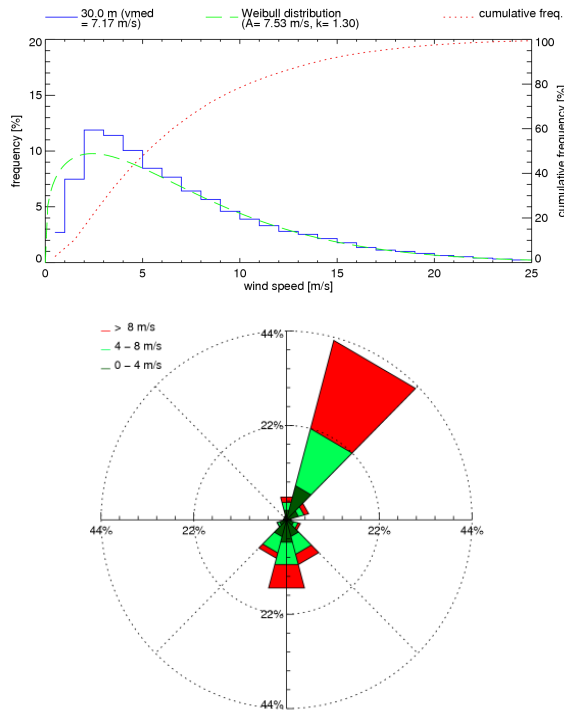 30.0 m (vmed
= 7.17 m/s)
Weibull distribution
(A= 7.53 m/s, k= 1.30)
cumulative freq.
20
15
10
5
0
frequency [%]
100
80
60
40
20
0
cumulative frequency [%]
0 5 10 15 20 25
wind speed [m/s]
> 8 m/s
4 – 8 m/s
0 – 4 m/s
44%
22%
44% 22% 22% 44%
22%
44%